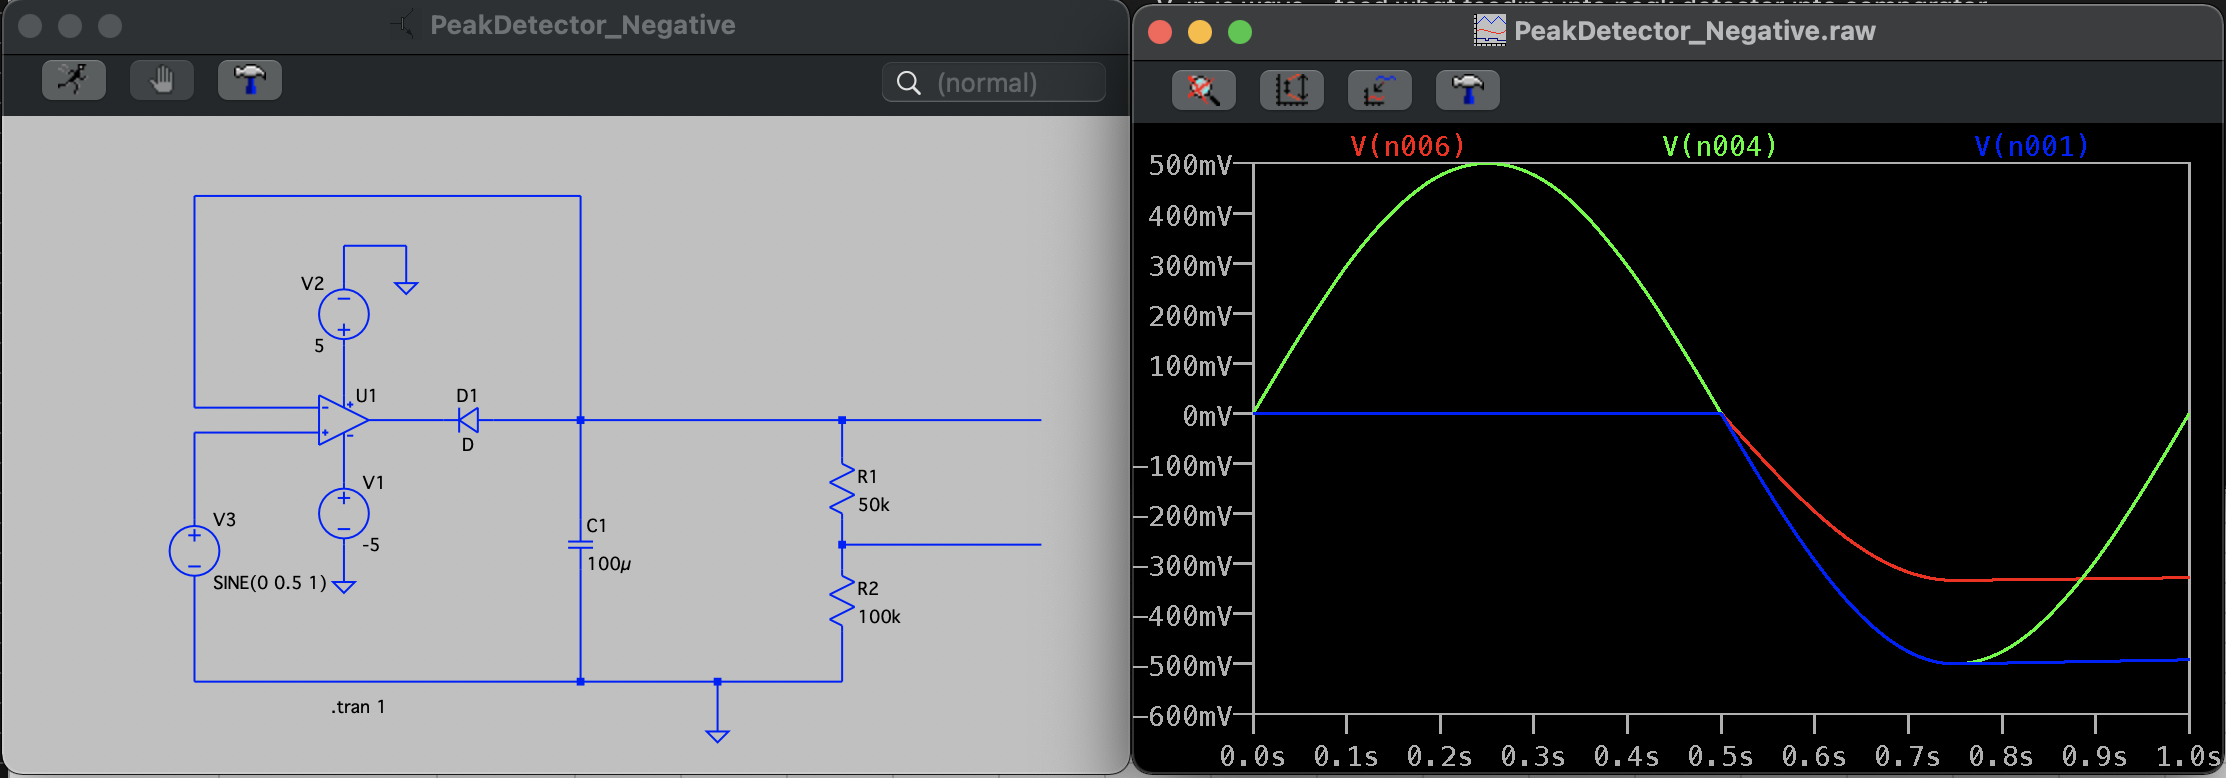 PeakDetector_Negative
(normal)
V2
5
U1
D1
D
V1
-5
V3
SINE(0 0.5 1)
C1
100µ
R1
50k
R2
100k
.tran 1
PeakDetector_Negative.raw
V(n006) V(n004) V(n001)
500mV
400mV
300mV
200mV
100mV
0mV
-100mV
-200mV
-300mV
-400mV
-500mV
-600mV
0.0s 0.1s 0.2s 0.3s 0.4s 0.5s 0.6s 0.7s 0.8s 0.9s 1.0s